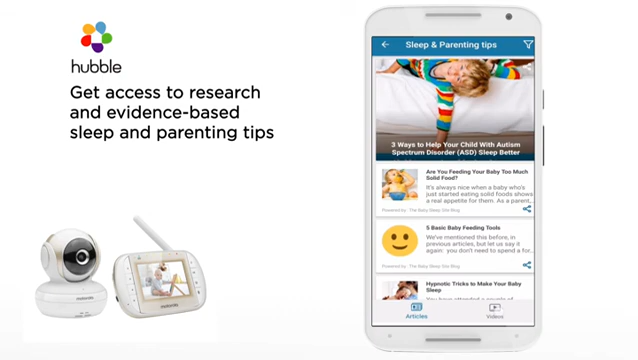 hubble
Get access to research
and evidence-based
sleep and parenting tips
motorola
motorola
Sleep & Parenting tips
3 Ways to Help Your Child With Autism
Spectrum Disorder (ASD) Sleep Better
Are You Feeding Your Baby Too Much
Solid Food?
It's always nice when a baby who's
just started eating solid foods shows
a real appetite for them. As a parent,
Powered by: The Baby Sleep Site Blog
5 Basic Baby Feeding Tools
We've mentioned this before, in
previous articles, but let us say it
again: you don't need to spend a for...
Powered by: The Baby Sleep Site Blog
Hypnotic Tricks to Make Your Baby
Sleep
Articles
Videos